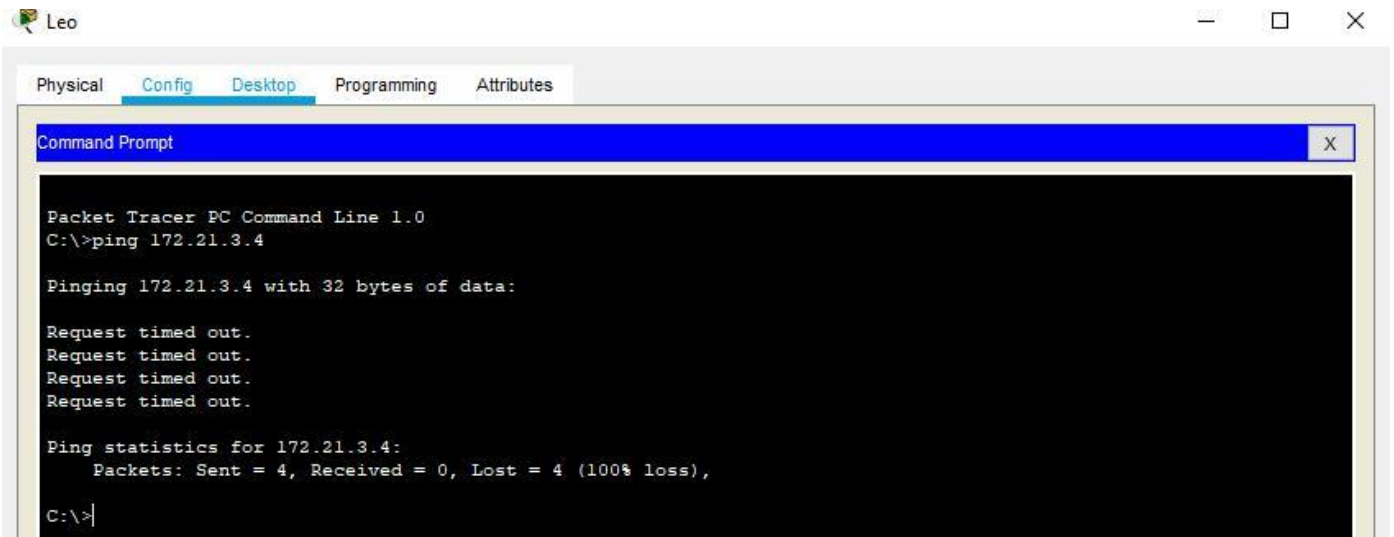 Leo
Physical Config Desktop Programming Attributes
Command Prompt X
Packet Tracer PC Command Line 1.0
C:\>ping 172.21.3.4
Pinging 172.21.3.4 with 32 bytes of data:
Request timed out.
Request timed out.
Request timed out.
Request timed out.
Ping statistics for 172.21.3.4:
Packets: Sent = 4, Received = 0, Lost = 4 (100% loss),
C:\>